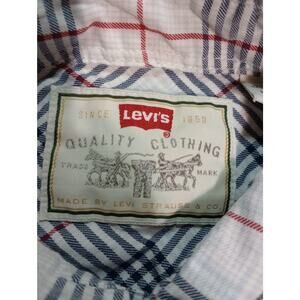 SINCE Levi's 1850
®
QUALITY CLOTHING
TRADE MARK
MADE BY LEVI STRAUSS & CO.